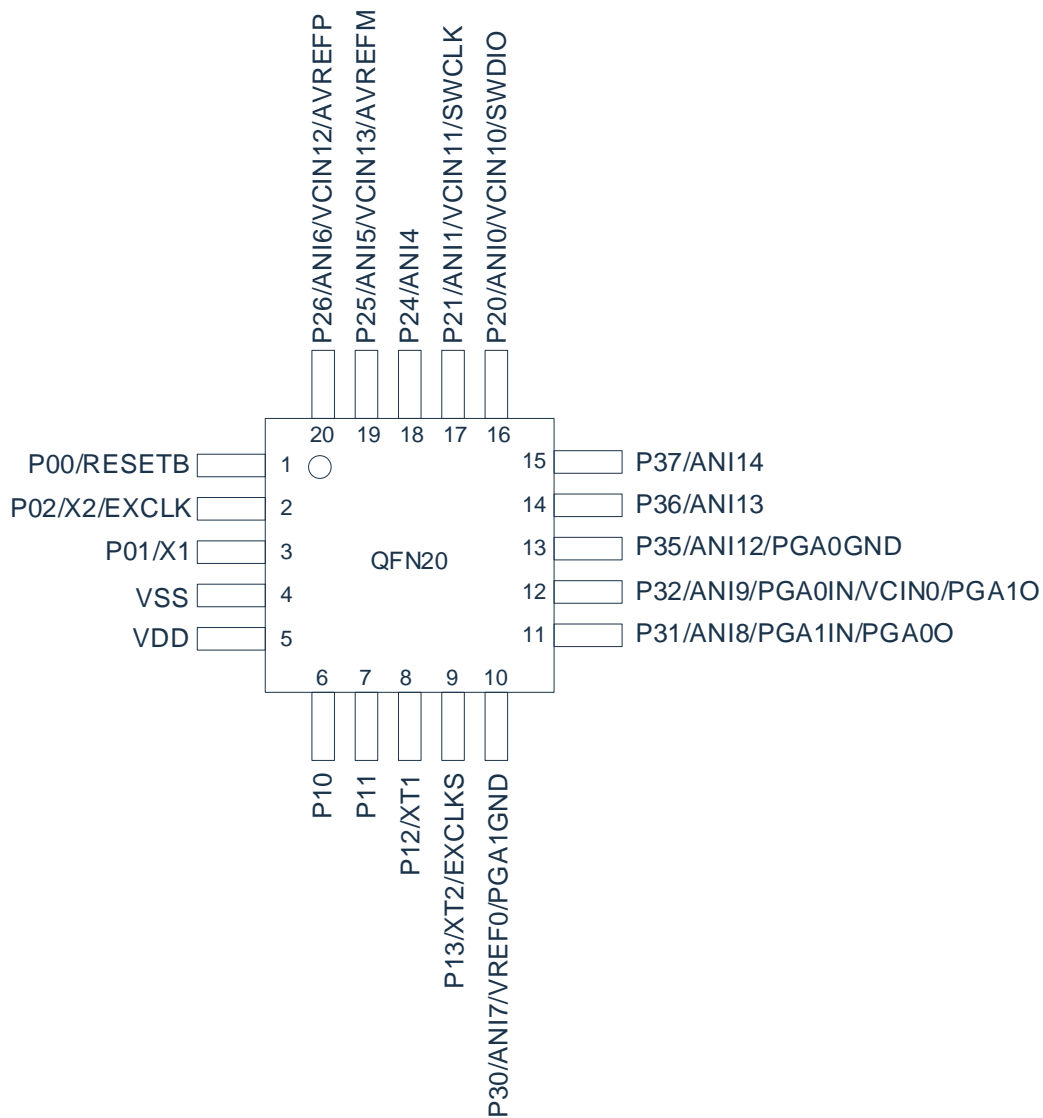 P26/ANI6/VCIN12/AVREFP
P25/ANI5/VCIN13/AVREFM
P24/ANI4
P21/ANI1/VCIN11/SWCLK
P20/ANI0/VCIN10/SWDIO
20
19
18
17
16
P00/RESETB
1
P02/X2/EXCLK
2
P01/X1
3
VSS
4
VDD
5
QFN20
15
P37/ANI14
14
P36/ANI13
13
P35/ANI12/PGA0GND
12
P32/ANI9/PGA0IN/VCIN0/PGA1O
11
P31/ANI8/PGA1IN/PGA0O
6
7
8
9
10
P10
P11
P12/XT1
P13/XT2/EXCLKS
P30/ANI7/VREF0/PGA1GND